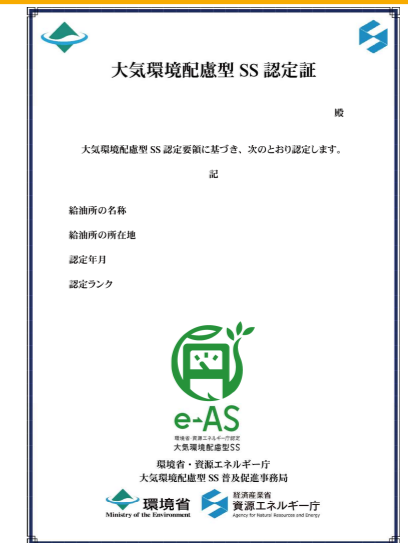 大気環境配慮型 SS 認定証
殿
大気環境配慮型 SS 認定要領に基づき、次のとおり認定します。
記
給油所の名称
給油所の所在地
認定年月
認定ランク
e-AS
環境省・資源エネルギー庁認定
大気環境配慮型SS
環境省・資源エネルギー庁
大気環境配慮型 SS 普及促進事務局
環境省
Ministry of the Environment
経済産業省
資源エネルギー庁
Agency for Natural Resources and Energy